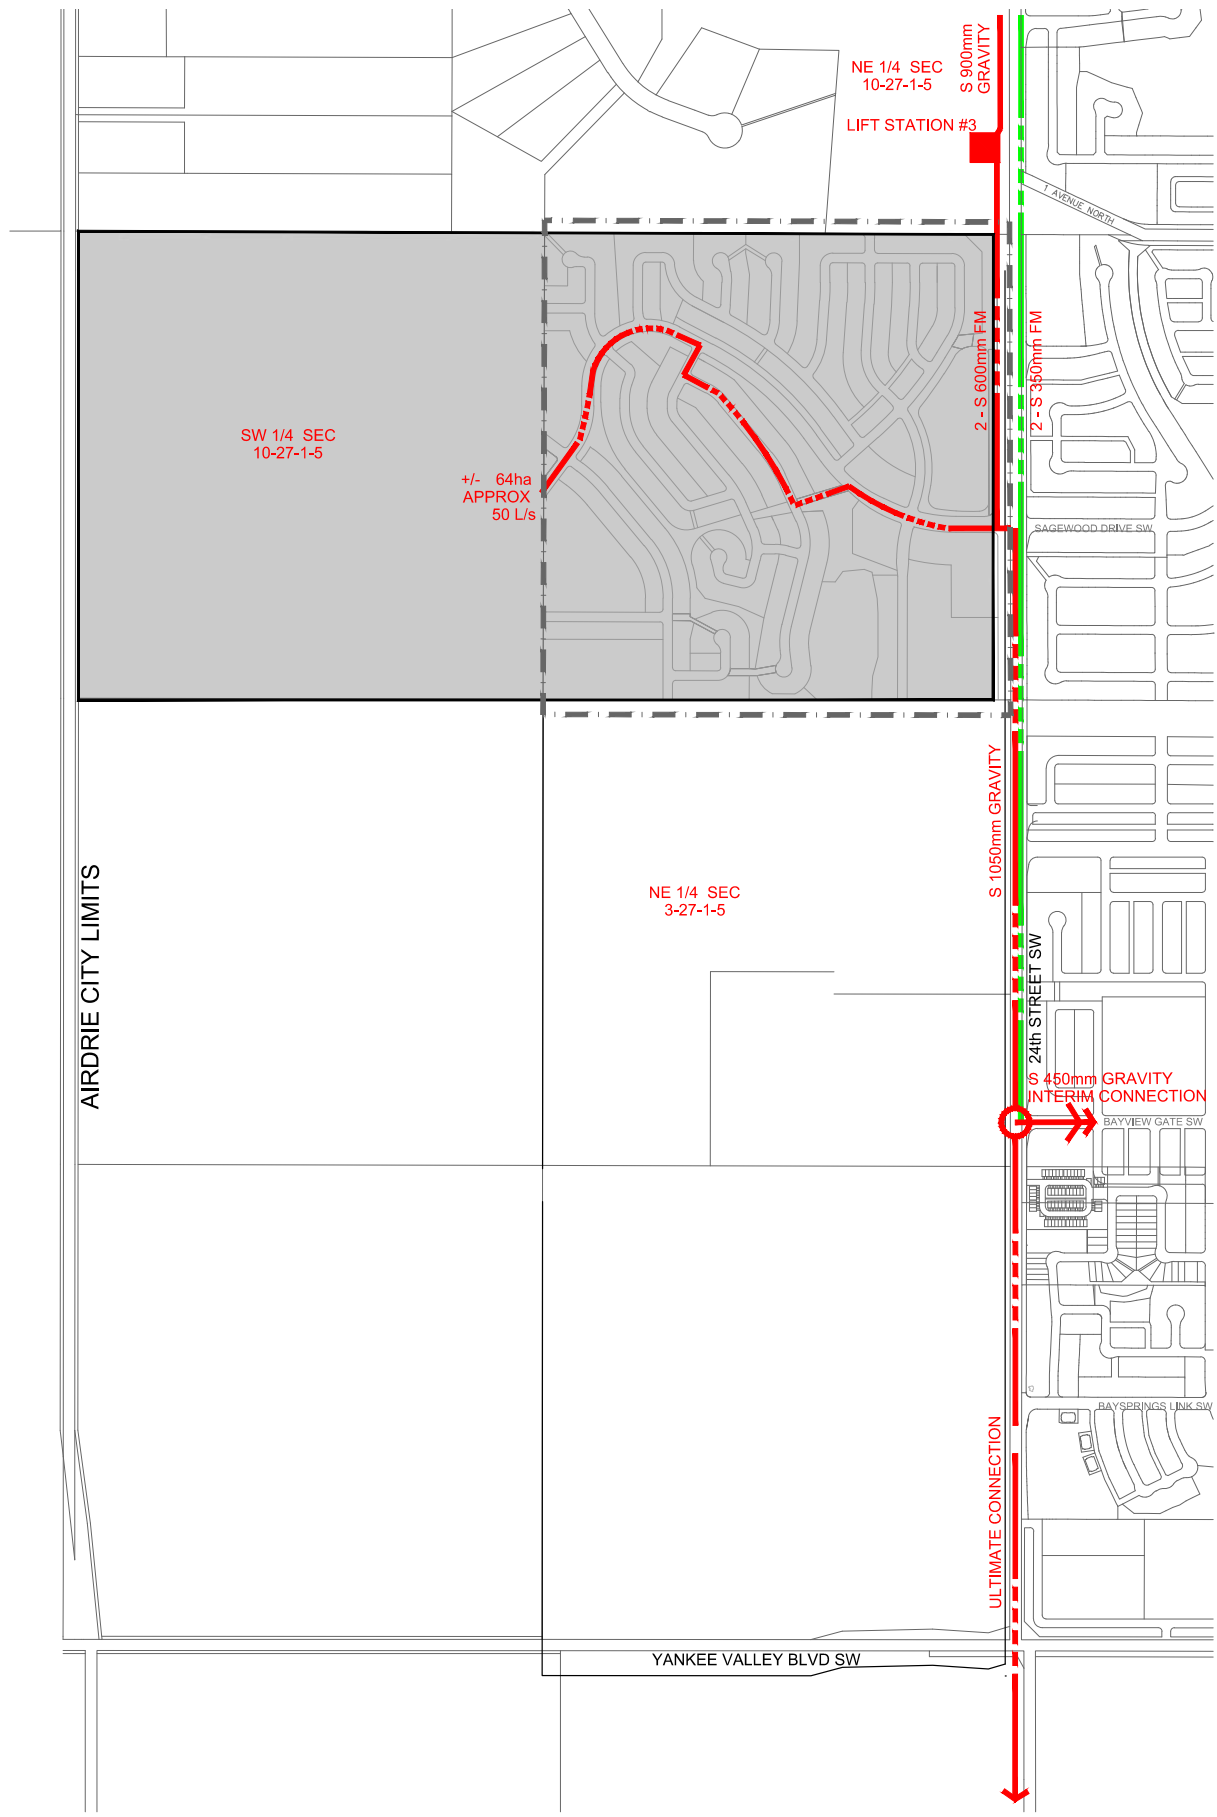 S 900mm
GRAVITY
NE 1/4 SEC
10-27-1-5
LIFT STATION #3
1 AVENUE NORTH
2 - S 600mm FM
2 - S 350mm FM
SW 1/4 SEC
10-27-1-5
+/- 64ha
APPROX
50 L/s
SAGEWOOD DRIVE SW
S 1050mm GRAVITY
NE 1/4 SEC
3-27-1-5
AIRDRIE CITY LIMITS
24th STREET SW
S 450mm GRAVITY
INTERIM CONNECTION
BAYVIEW GATE SW
BAYSPRINGS LINK SW
ULTIMATE CONNECTION
YANKEE VALLEY BLVD SW